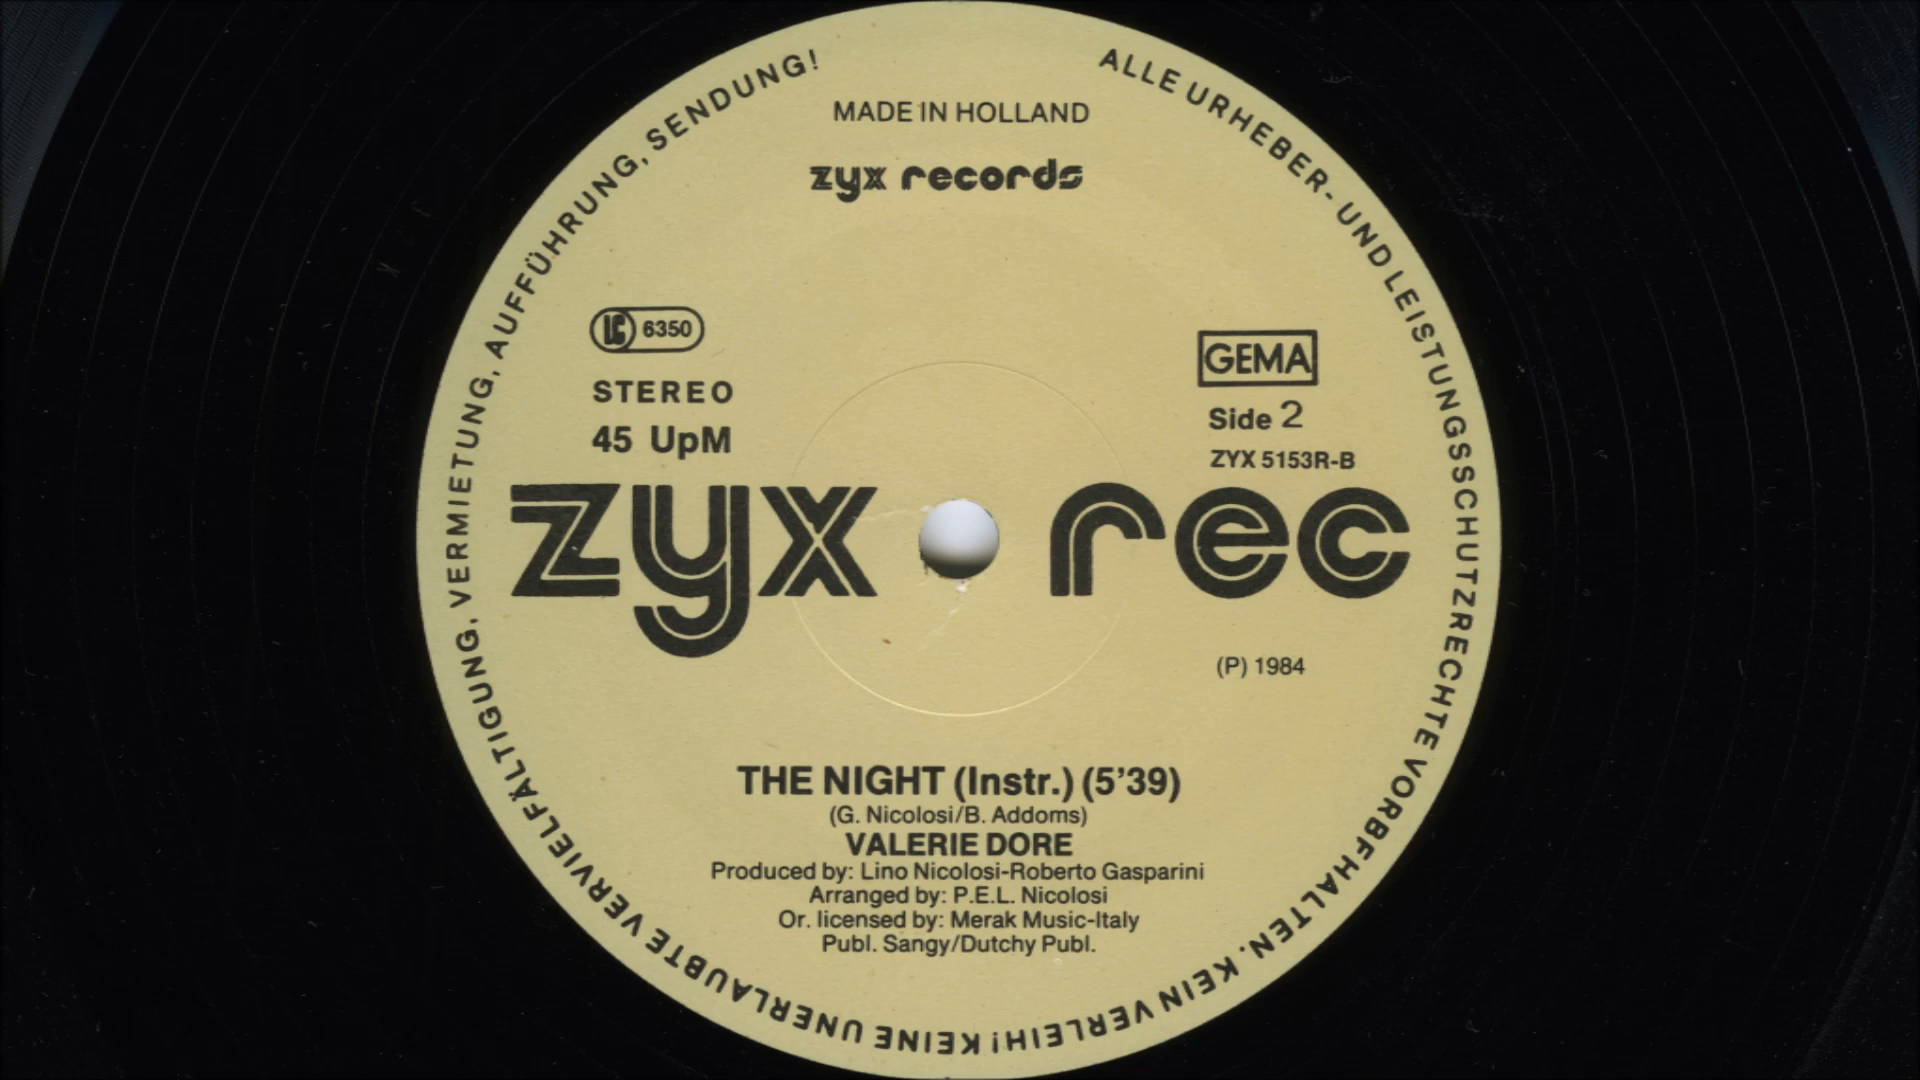 ALLE URHEBER- UND LEISTUNGSSCHUTZRECHTE VORBFHALTEN. KEIN VERLEIH! KEINE UNERLAUBTE VERVIELFÄLTIGUNG, VERMIETUNG, AUFFÜHRUNG, SENDUNG!
MADE IN HOLLAND
zyx records
LC 6350
STEREO
45 UpM
GEMA
Side 2
ZYX 5153R-B
zyx rec
(P) 1984
THE NIGHT (Instr.) (5'39)
(G. Nicolosi/B. Addoms)
VALERIE DORE
Produced by: Lino Nicolosi-Roberto Gasparini
Arranged by: P.E.L. Nicolosi
Or. licensed by: Merak Music-Italy
Publ. Sangy/Dutchy Publ.